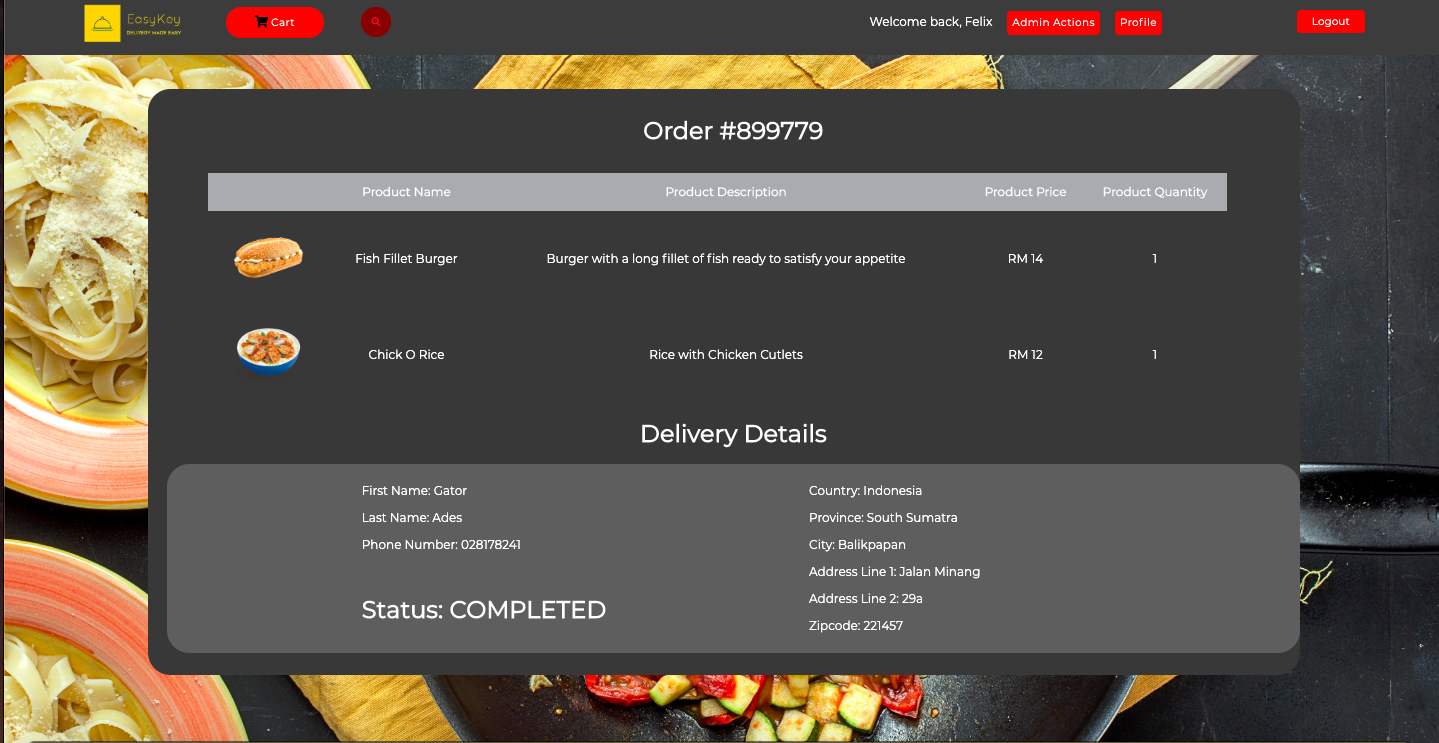 EasyKey
DELIVERY MADE EASY
Cart
Welcome back, Felix
Admin Actions
Profile
Logout
Order #899779
Product Name Product Description Product Price Product Quantity
Fish Fillet Burger Burger with a long fillet of fish ready to satisfy your appetite RM 14 1
Chick O Rice Rice with Chicken Cutlets RM 12 1
Delivery Details
First Name: Gator
Last Name: Ades
Phone Number: 028178241
Status: COMPLETED
Country: Indonesia
Province: South Sumatra
City: Balikpapan
Address Line 1: Jalan Minang
Address Line 2: 29a
Zipcode: 221457